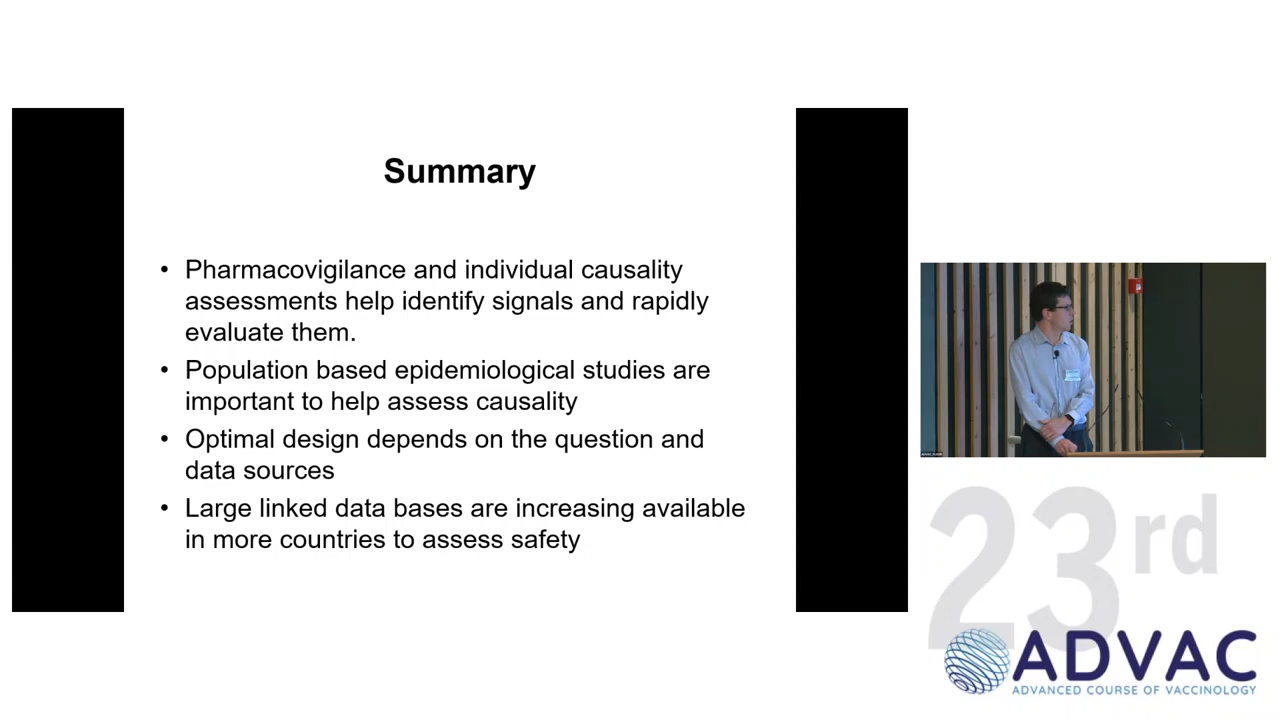 Summary
• Pharmacovigilance and individual causality
assessments help identify signals and rapidly
evaluate them.
• Population based epidemiological studies are
important to help assess causality
• Optimal design depends on the question and
data sources
• Large linked data bases are increasing available
in more countries to assess safety
23rd
ADVAC
ADVANCED COURSE OF VACCINOLOGY